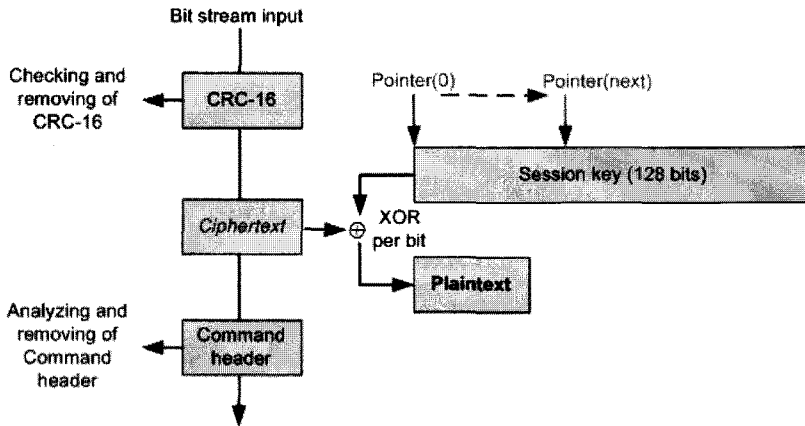 Bit stream input
Checking and
removing of
CRC-16
CRC-16
Pointer(0)
Pointer(next)
Session key (128 bits)
Ciphertext
XOR
per bit
Plaintext
Analyzing and
removing of
Command
header
Command
header